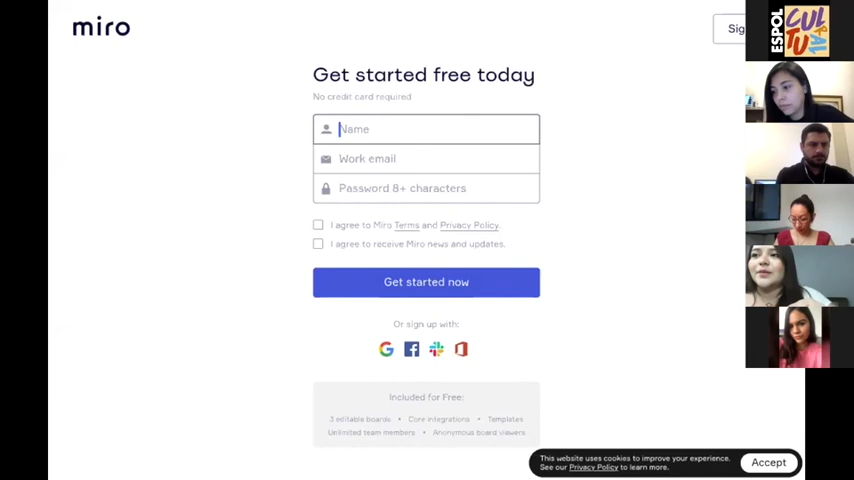 miro
Sig
ESPOL
CULTURAL
Get started free today
No credit card required
Name
Work email
Password 8+ characters
I agree to Miro Terms and Privacy Policy.
I agree to receive Miro news and updates.
Get started now
Or sign up with:
Included for Free:
3 editable boards • Core integrations • Templates
Unlimited team members • Anonymous board viewers
This website uses cookies to improve your experience.
See our Privacy Policy to learn more.
Accept